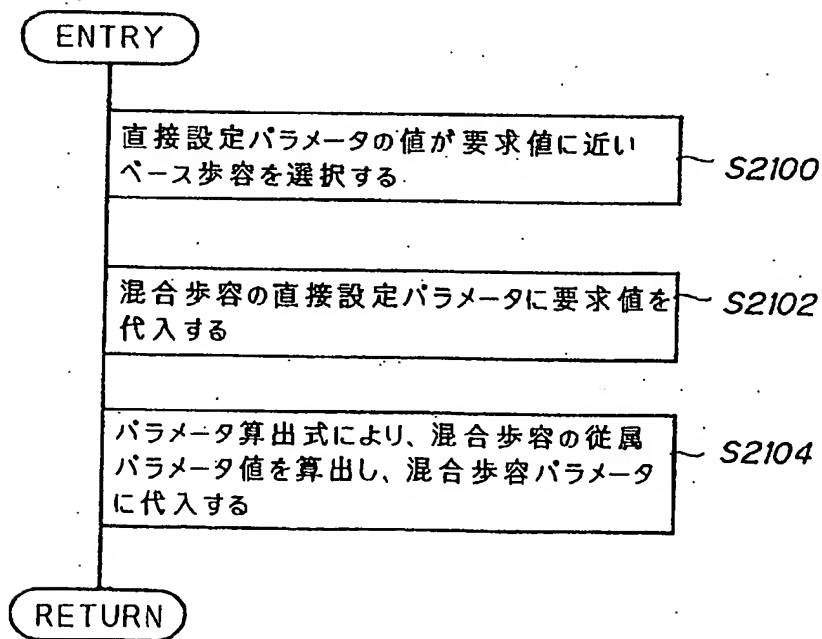 ENTRY
直接設定パラメータの値が要求値に近い
ベース歩容を選択する
S2100
混合歩容の直接設定パラメータに要求値を
代入する
S2102
パラメータ算出式により、混合歩容の従属
パラメータ値を算出し、混合歩容パラメータ
に代入する
S2104
RETURN